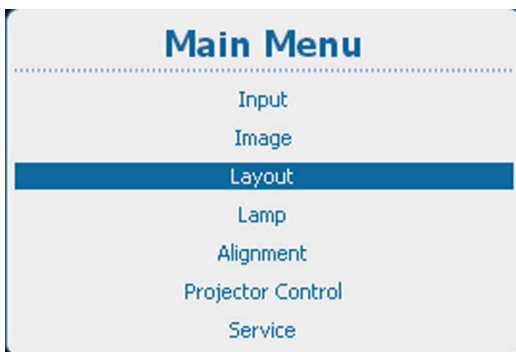 Main Menu
Input
Image
Layout
Lamp
Alignment
Projector Control
Service